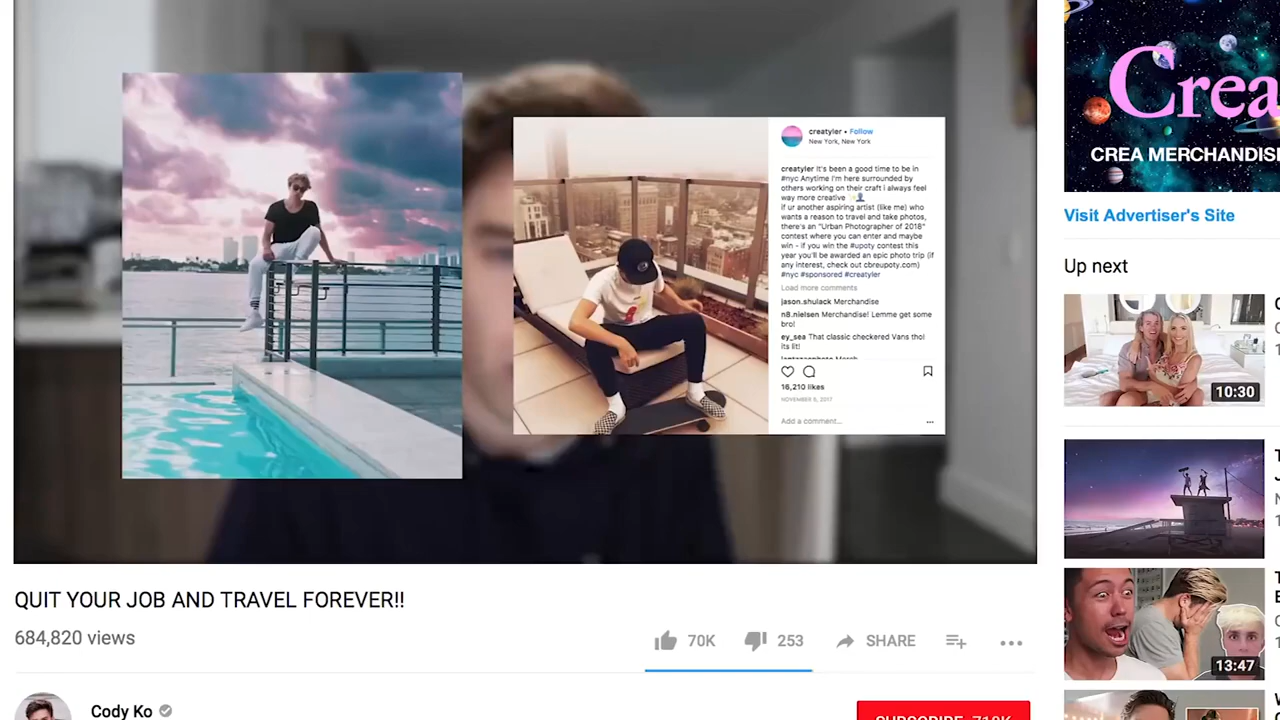 creatyler • Follow
New York, New York
creatyler It's been a good time to be in
#nyc Anytime I'm here surrounded by
others working on their craft i always feel
way more creative
if ur another aspiring artist (like me) who
wants a reason to travel and take photos,
there's an "Urban Photographer of 2018"
contest where you can enter and maybe
win - if you win the #upoty contest this
year you'll be awarded an epic photo trip (if
any interest, check out cbreupoty.com)
#nyc #sponsored #creatyler
Load more comments
jason.shulack Merchandise
n8.nielsen Merchandise! Lemme get some
bro!
ey_sea That classic checkered Vans tho!
its lit!
16,210 likes
NOVEMBER 5, 2017
Add a comment...
QUIT YOUR JOB AND TRAVEL FOREVER!!
684,820 views
70K
253
SHARE
Cody Ko
SUBSCRIBE
Crea
CREA MERCHANDIS
Visit Advertiser's Site
Up next
10:30
13:47